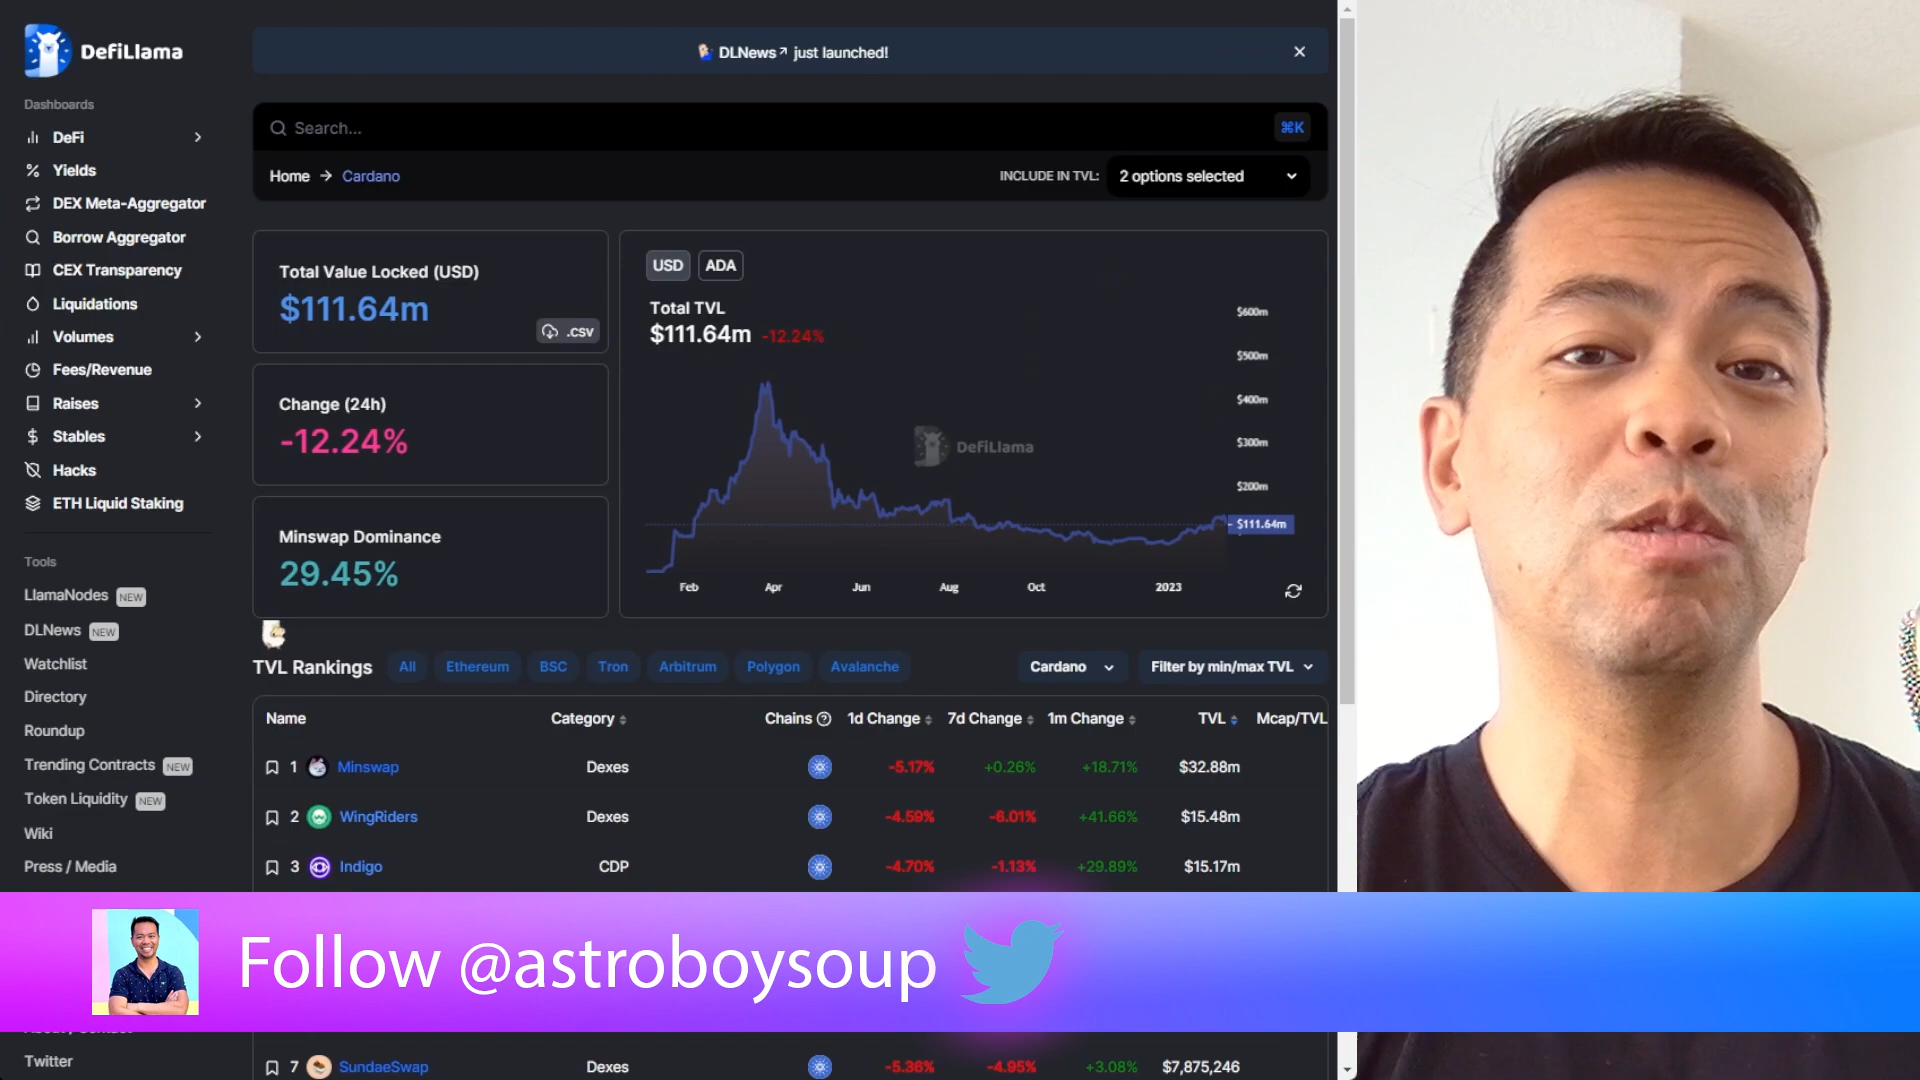 DefiLlama
Dashboards
DeFi
Yields
DEX Meta-Aggregator
Borrow Aggregator
CEX Transparency
Liquidations
Volumes
Fees/Revenue
Raises
Stables
Hacks
ETH Liquid Staking
Tools
LlamaNodes NEW
DLNews NEW
Watchlist
Directory
Roundup
Trending Contracts NEW
Token Liquidity NEW
Wiki
Press / Media
Twitter
DLNews↗ just launched!
Search...
⌘K
Home → Cardano
INCLUDE IN TVL: 2 options selected
Total Value Locked (USD)
$111.64m
.csv
Change (24h)
-12.24%
Minswap Dominance
29.45%
USD ADA
Total TVL
$111.64m -12.24%
$600m
$500m
$400m
$300m
$200m
$111.64m
DefiLlama
Feb Apr Jun Aug Oct 2023
TVL Rankings All Ethereum BSC Tron Arbitrum Polygon Avalanche Cardano Filter by min/max TVL
Name Category Chains 1d Change 7d Change 1m Change TVL Mcap/TVL
1 Minswap Dexes -5.17% +0.26% +18.71% $32.88m
2 WingRiders Dexes -4.59% -6.01% +41.66% $15.48m
3 Indigo CDP -4.70% -1.13% +29.89% $15.17m
Follow @astroboysoup
7 SundaeSwap Dexes -5.36% -4.95% +3.08% $7,875,246